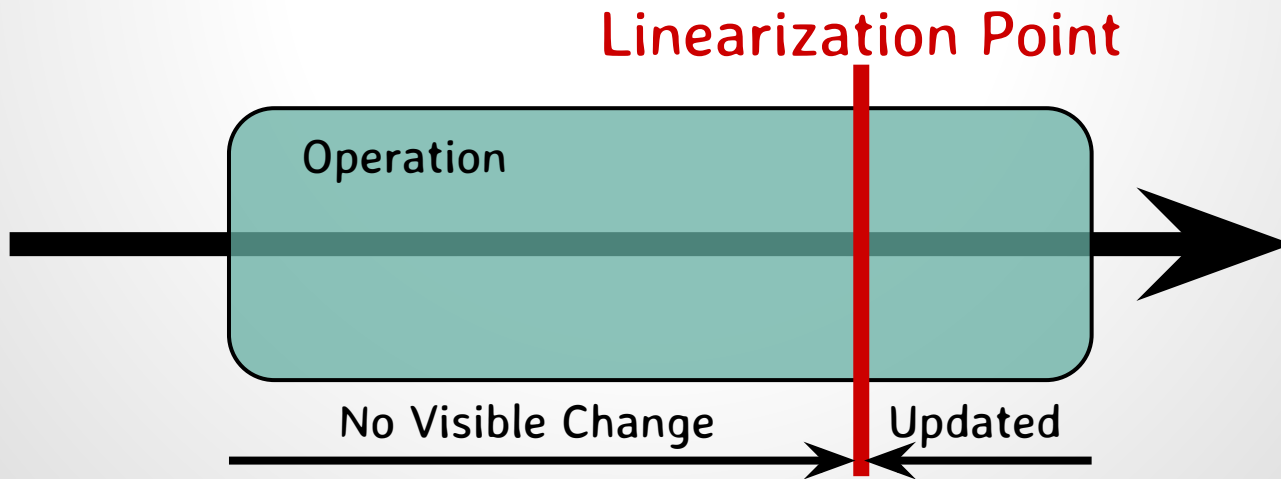 Linearization Point
Operation
No Visible Change
Updated